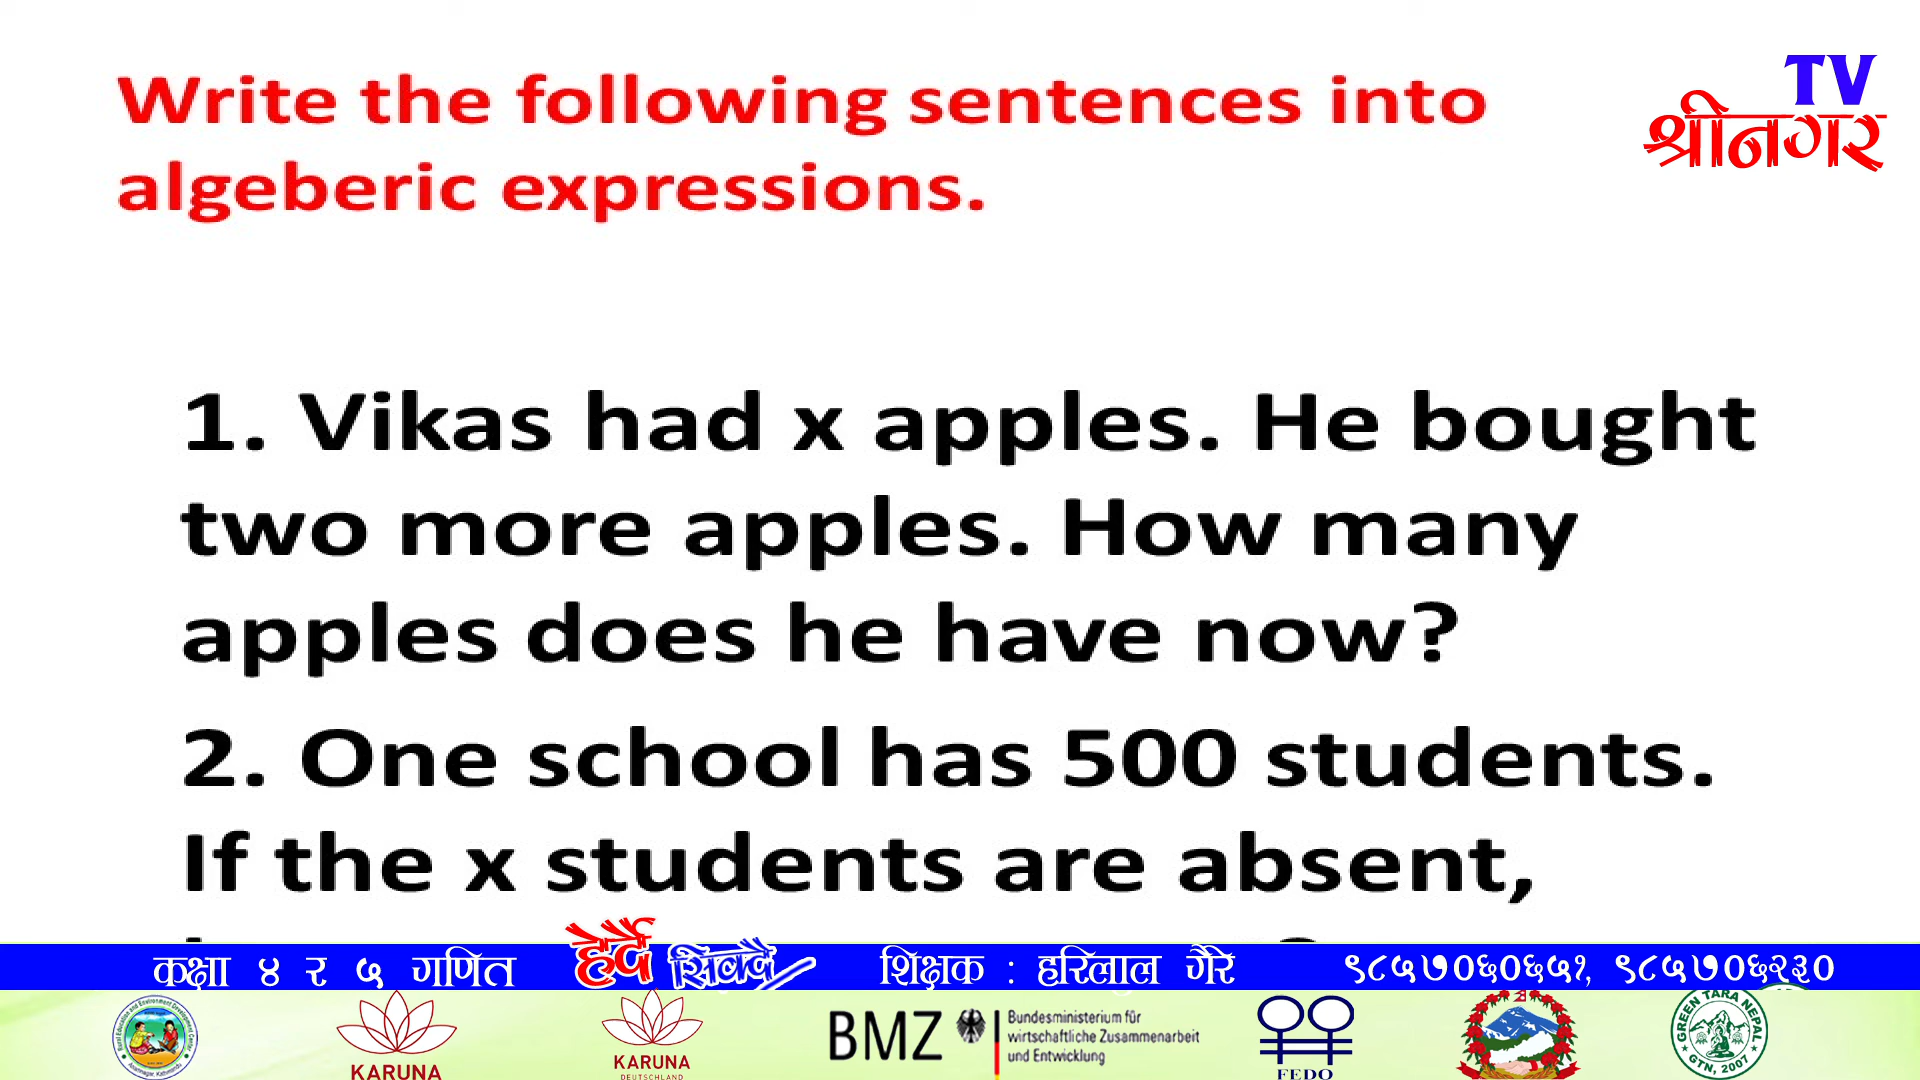 Write the following sentences into
algeberic expressions.
TV
श्रीनगर
1. Vikas had x apples. He bought
two more apples. How many
apples does he have now?
2. One school has 500 students.
If the x students are absent,
कक्षा ४ र ५ गणित हेर्दै सिक्दै शिक्षक : हरिलाल गैरे ९८५७०६०६५१, ९८५७०६२३०
KARUNA
KARUNA
DEUTSCHLAND
BMZ
Bundesministerium für
wirtschaftliche Zusammenarbeit
und Entwicklung
FEDO
GREEN TARA NEPAL
GTN, 2007